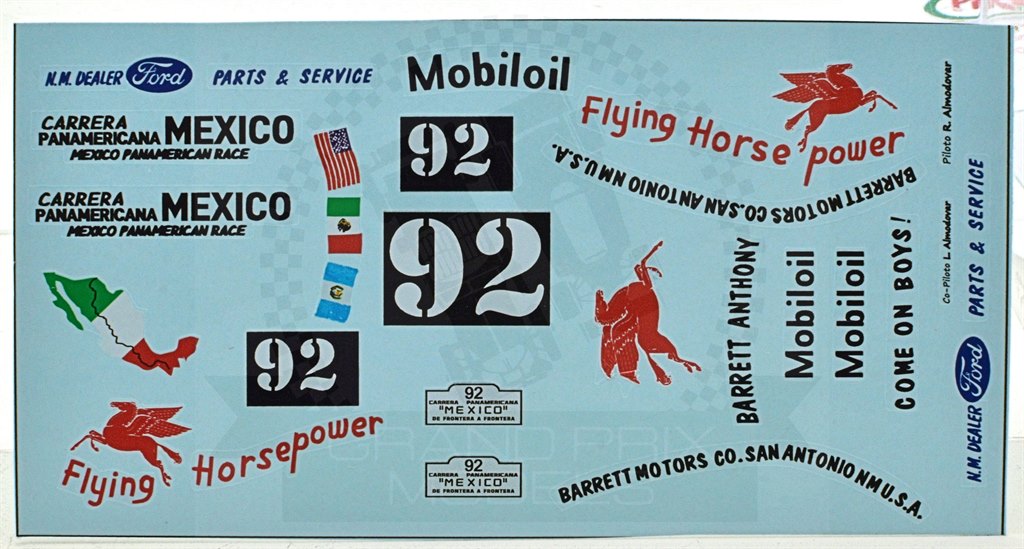 N.M. DEALER Ford PARTS & SERVICE
Mobiloil
CARRERA
PANAMERICANA MEXICO
MEXICO PANAMERICAN RACE
CARRERA
PANAMERICANA MEXICO
MEXICO PANAMERICAN RACE
92
92
92
Flying Horse power
BARRETT MOTORS CO. SAN ANTONIO NM U.S.A.
Piloto R. Almodovar
Co-Piloto L. Almodovar
N.M. DEALER Ford PARTS & SERVICE
BARRETT ANTHONY
Mobiloil
Mobiloil
COME ON BOYS!
Flying Horsepower
92
CARRERA PANAMERICANA
"MEXICO"
DE FRONTERA A FRONTERA
92
CARRERA PANAMERICANA
"MEXICO"
DE FRONTERA A FRONTERA
BARRETT MOTORS CO. SAN ANTONIO NM U.S.A.
GRAND PRIX
MODELS